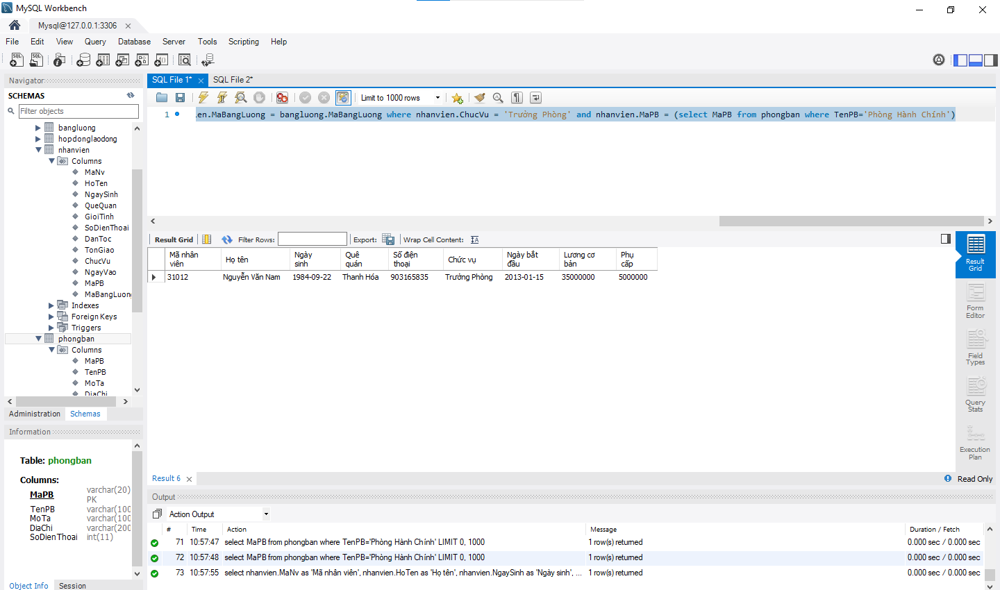 MySQL Workbench
Mysql@127.0.0.1:3306
File Edit View Query Database Server Tools Scripting Help
Navigator
SCHEMAS
Filter objects
bangluong
hopdonglaodong
nhanvien
Columns
MaNv
HoTen
NgaySinh
QueQuan
GioiTinh
SoDienThoai
DanToc
TonGiao
ChucVu
NgayVao
MaPB
MaBangLuong
Indexes
Foreign Keys
Triggers
phongban
Columns
MaPB
TenPB
MoTa
DiaChi
Administration Schemas
Information
Table: phongban
Columns:
MaPB varchar(20) PK
TenPB varchar(100
MoTa varchar(100
DiaChi varchar(200
SoDienThoai int(11)
Object Info Session
SQL File 1* SQL File 2*
Limit to 1000 rows
1 ien.MaBangLuong = bangluong.MaBangLuong where nhanvien.ChucVu = 'Trưởng Phòng' and nhanvien.MaPB = (select MaPB from phongban where TenPB='Phòng Hành Chính')
Result Grid Filter Rows: Export: Wrap Cell Content:
Mã nhân viên Họ tên Ngày sinh Quê quán Số điện thoại Chức vụ Ngày bắt đầu Lương cơ bản Phụ cấp
31012 Nguyễn Văn Nam 1984-09-22 Thanh Hóa 903165835 Trưởng Phòng 2013-01-15 35000000 5000000
Result Grid
Form Editor
Field Types
Query Stats
Execution Plan
Result 6 Read Only
Output
Action Output
# Time Action Message Duration / Fetch
71 10:57:47 select MaPB from phongban where TenPB='Phòng Hành Chính' LIMIT 0, 1000 1 row(s) returned 0.000 sec / 0.000 sec
72 10:57:48 select MaPB from phongban where TenPB='Phòng Hành Chính' LIMIT 0, 1000 1 row(s) returned 0.000 sec / 0.000 sec
73 10:57:55 select nhanvien.MaNv as 'Mã nhân viên', nhanvien.HoTen as 'Họ tên', nhanvien.NgaySinh as 'Ngày sinh', ... 1 row(s) returned 0.000 sec / 0.000 sec